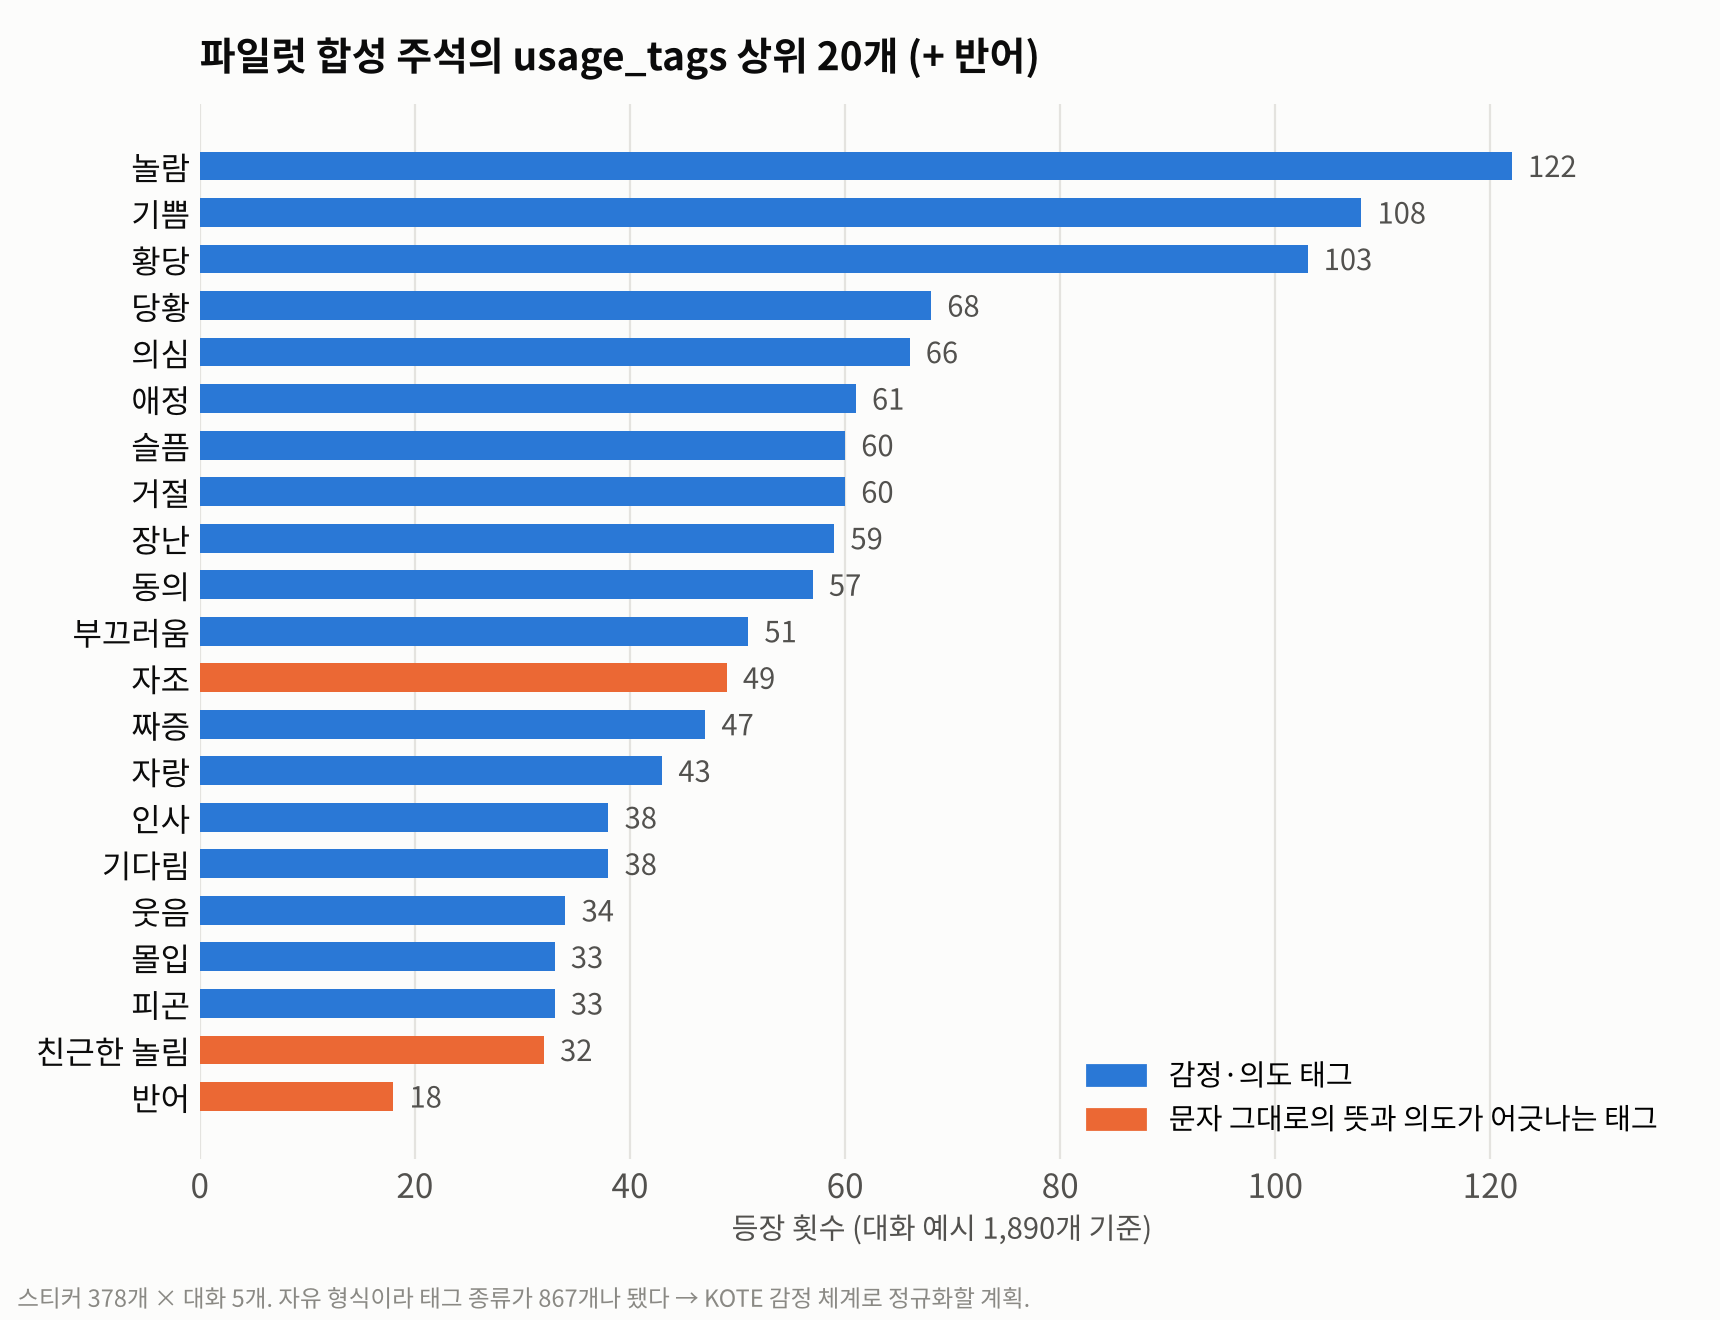 파일럿 합성 주석의 usage_tags 상위 20개 (+ 반어)
놀람 122
기쁨 108
황당 103
당황 68
의심 66
애정 61
슬픔 60
거절 60
장난 59
동의 57
부끄러움 51
자조 49
짜증 47
자랑 43
인사 38
기다림 38
웃음 34
몰입 33
피곤 33
친근한 놀림 32
반어 18
감정·의도 태그
문자 그대로의 뜻과 의도가 어긋나는 태그
0 20 40 60 80 100 120
등장 횟수 (대화 예시 1,890개 기준)
스티커 378개 × 대화 5개. 자유 형식이라 태그 종류가 867개나 됐다 → KOTE 감정 체계로 정규화할 계획.